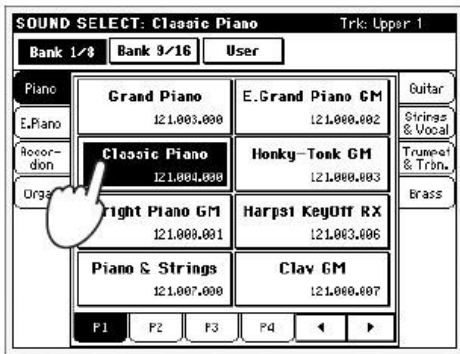 SOUND SELECT: Classic Piano Trk: Upper 1
Bank 1/8 Bank 9/16 User
Piano
E.Piano
Accor-
dion
Grand Piano
121.003.000
E.Grand Piano GM
121.000.002
Classic Piano
121.004.000
Honky-Tonk GM
121.000.003
Piano GM
121.000.001
Harpsi KeyOff RX
121.003.006
Piano & Strings
121.007.000
Clav GM
121.000.007
Guitar
Strings
& Vocal
Trumpet
& Trbn.
Brass
P1 P2 P3 P4